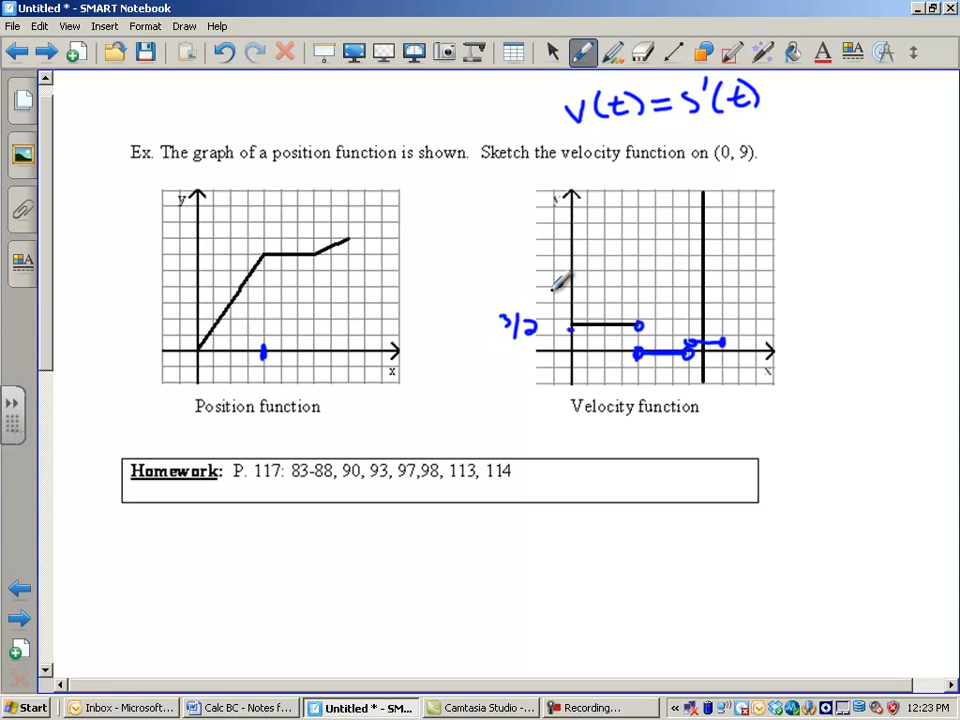 Untitled * - SMART Notebook
File Edit View Insert Format Draw Help
v(t) = s'(t)
Ex. The graph of a position function is shown. Sketch the velocity function on (0, 9).
y
x
Position function
3/2
v
x
Velocity function
Homework: P. 117: 83-88, 90, 93, 97,98, 113, 114
Start
Inbox - Microsoft...
Calc BC - Notes f...
Untitled * - SM...
Camtasia Studio -...
Recording...
12:23 PM